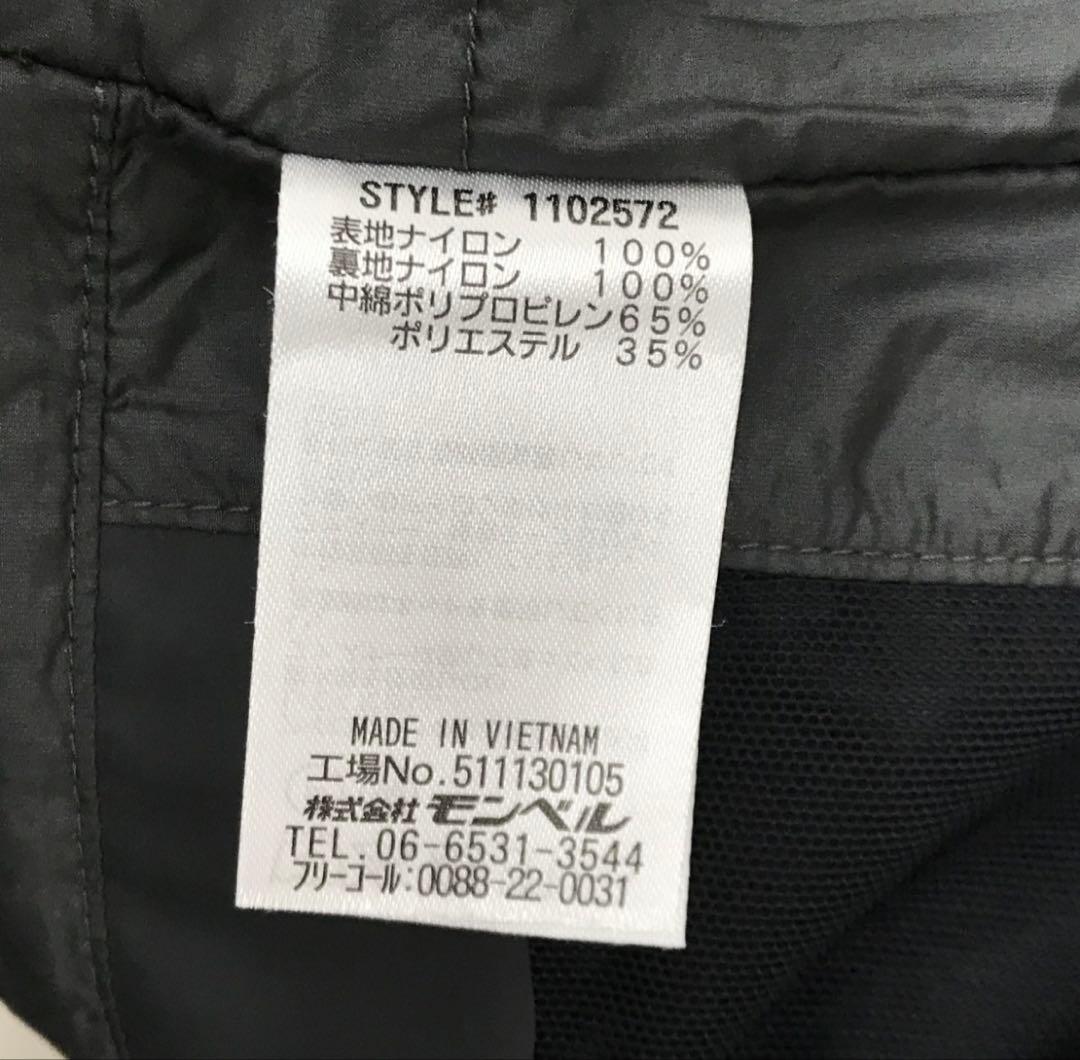 STYLE# 1102572
表地ナイロン 100%
裏地ナイロン 100%
中綿ポリプロピレン65%
ポリエステル 35%
MADE IN VIETNAM
工場No.511130105
株式会社モンベル
TEL.06-6531-3544
フリーコール:0088-22-0031